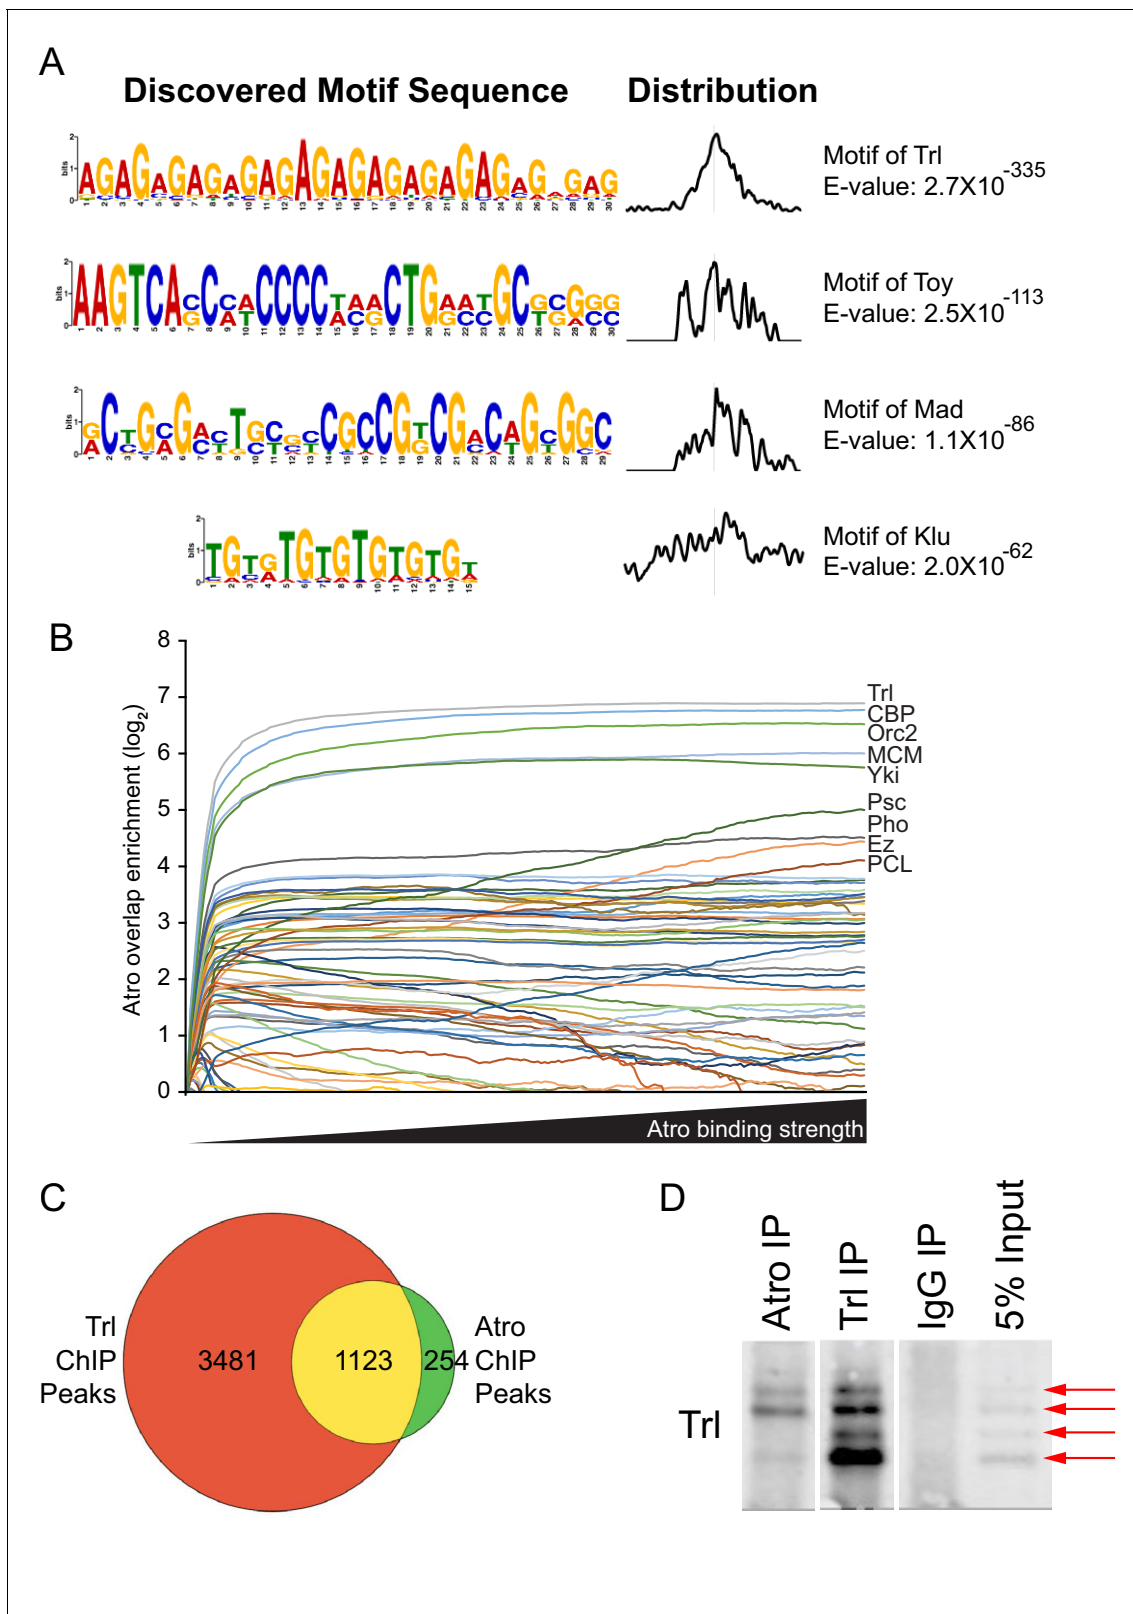 A
Discovered Motif Sequence Distribution
Motif of Trl
E-value: 2.7X10-335
Motif of Toy
E-value: 2.5X10-113
Motif of Mad
E-value: 1.1X10-86
Motif of Klu
E-value: 2.0X10-62
B
Atro overlap enrichment (log2)
8
7
6
5
4
3
2
1
0
Trl
CBP
Orc2
MCM
Yki
Psc
Pho
Ez
PCL
Atro binding strength
C
Trl
ChIP
Peaks
3481
1123
254
Atro
ChIP
Peaks
D
Atro IP
Trl IP
IgG IP
5% Input
Trl